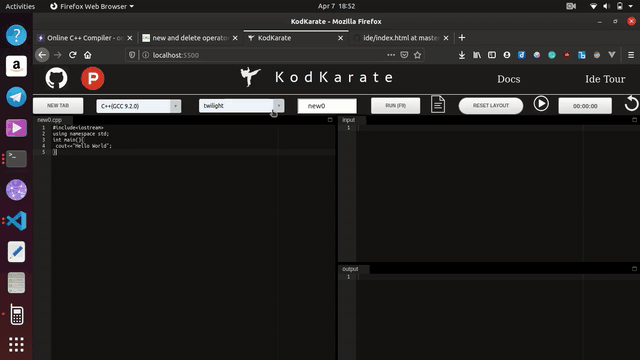 Activities
Firefox Web Browser
Apr 7 18:52
KodKarate - Mozilla Firefox
Online C++ Compiler - on
new and delete operator
KodKarate
ide/index.html at maste
localhost:5500
KodKarate
Docs
Ide Tour
NEW TAB
C++(GCC 9.2.0)
twilight
new0
RUN (F9)
RESET LAYOUT
00:00:00
new0.cpp
1 #include<iostream>
2 using namespace std;
3 int main(){
4 cout<<"Hello World";
5 }
input
1
output
1